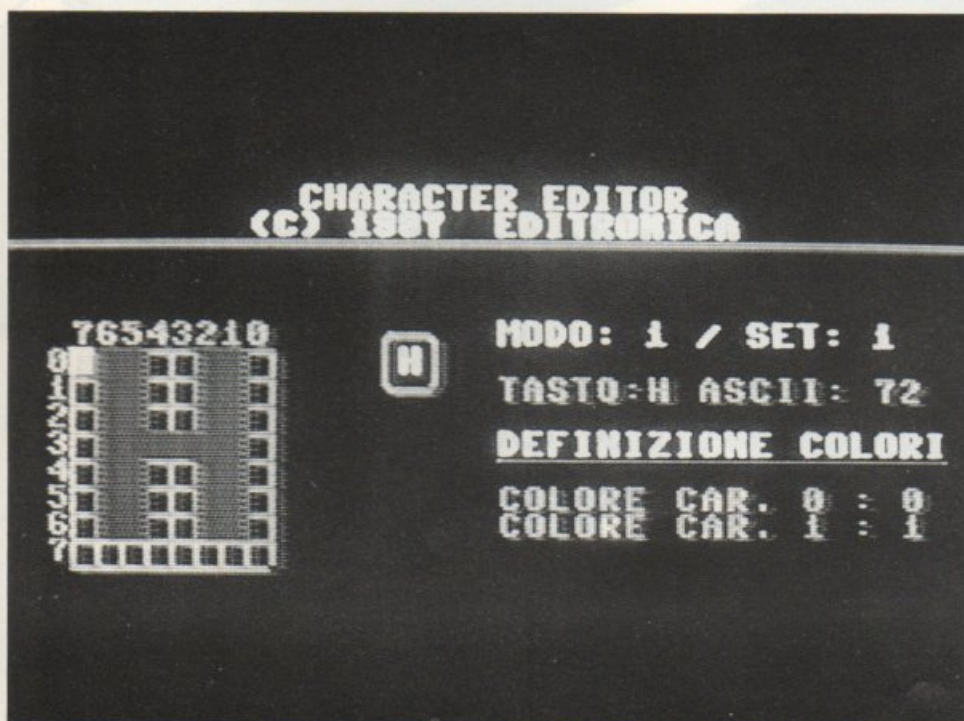 CHARACTER EDITOR
(C) 1987 EDITRONICA
76543210
0
1
2
3
4
5
6
7
H
MODO: 1 / SET: 1
TASTO:H ASCII: 72
DEFINIZIONE COLORI
COLORE CAR. 0 : 0
COLORE CAR. 1 : 1